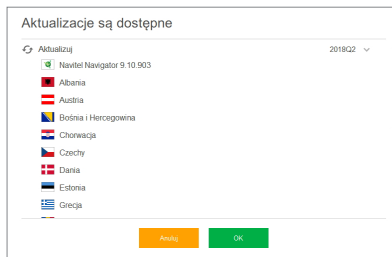 Aktualizacje są dostępne
Aktualizuj 2018Q2
Navitel Navigator 9.10.903
Albania
Austria
Bośnia i Hercegowina
Chorwacja
Czechy
Dania
Estonia
Grecja
Anuluj OK